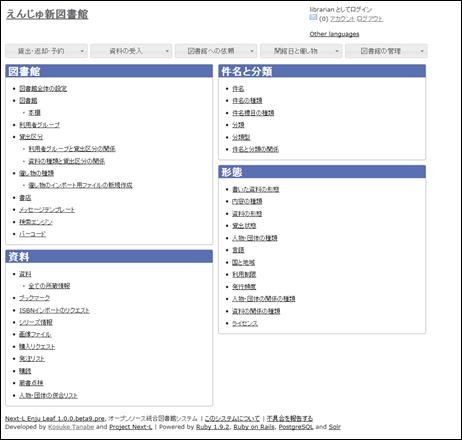 えんじゅ新図書館
librarian としてログイン
(0) アカウント ログアウト
Other languages
貸出・返却・予約
資料の受入
図書館への依頼
開館日と催し物
図書館の管理
図書館
図書館全体の設定
図書館
本棚
利用者グループ
貸出区分
利用者グループと貸出区分の関係
資料の種類と貸出区分の関係
催し物の種類
催し物のインポート用ファイルの新規作成
書店
メッセージテンプレート
検索エンジン
バーコード
資料
資料
全ての所蔵情報
ブックマーク
ISBNインポートのリクエスト
シリーズ情報
画像ファイル
購入リクエスト
発注リスト
購読
蔵書点検
人物・団体の併合リスト
件名と分類
件名
件名の種類
件名標目の種類
分類
分類型
件名と分類の関係
形態
書いた資料の形態
内容の種類
資料の形態
貸出状態
人物・団体の種類
言語
国と地域
利用制限
発行頻度
人物・団体の関係の種類
資料の関係の種類
ライセンス
Next-L Enju Leaf 1.0.0.beta9.pre, オープンソース統合図書館システム | このシステムについて | 不具合を報告する
Developed by Kosuke Tanabe and Project Next-L | Powered by Ruby 1.9.2, Ruby on Rails, PostgreSQL and Solr